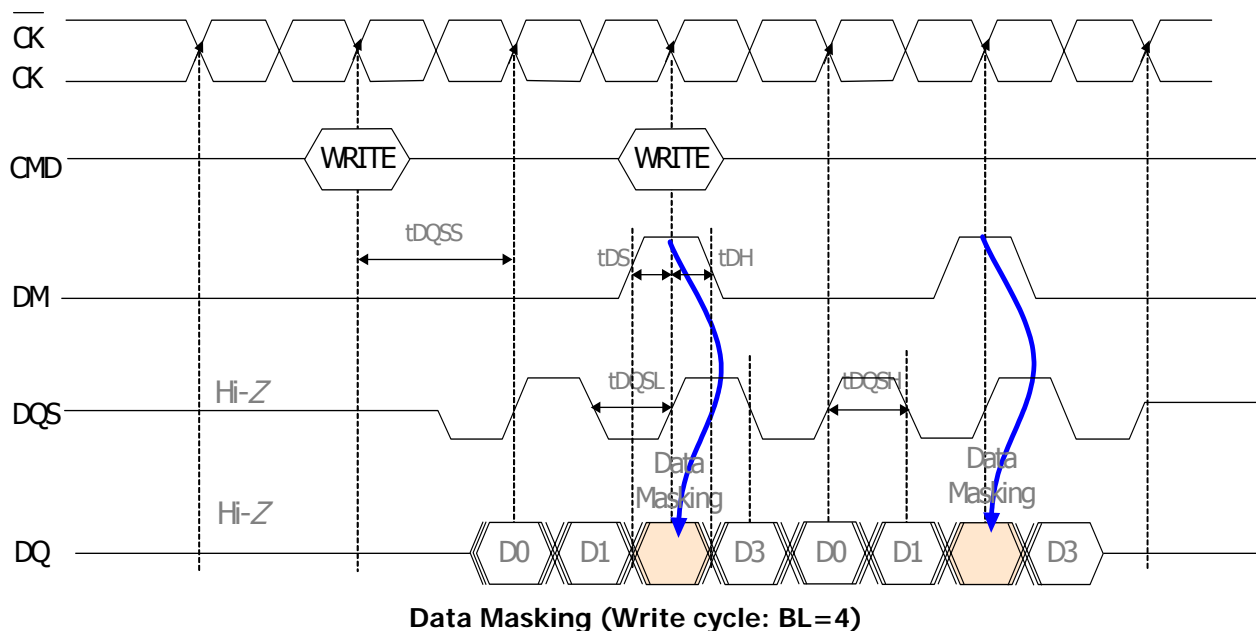 CK
CK
CMD
WRITE
WRITE
tDQSS
tDS
tDH
DM
Hi-Z
tDQSL
tDQSH
DQS
Data
Masking
Data
Masking
Hi-Z
DQ
D0
D1
D3
D0
D1
D3
Data Masking (Write cycle: BL=4)